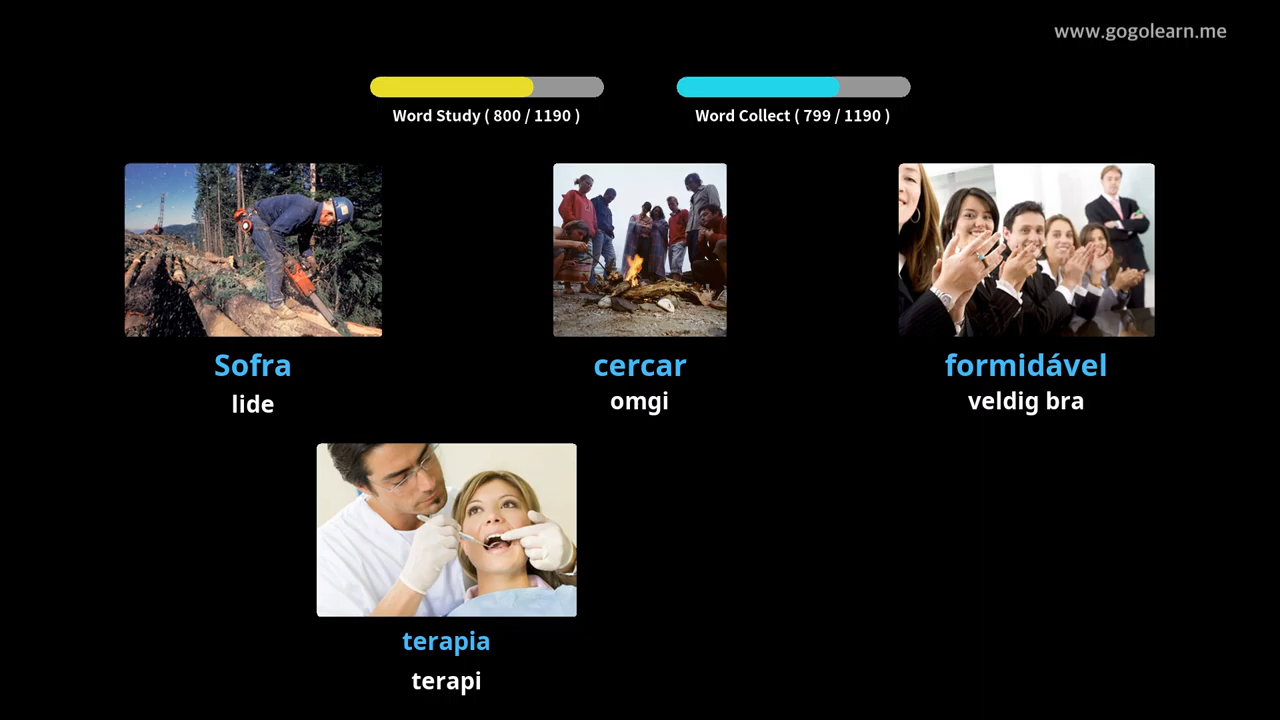 www.gogolearn.me
Word Study ( 800 / 1190 )
Word Collect ( 799 / 1190 )
Sofra
lide
cercar
omgi
formidável
veldig bra
terapia
terapi